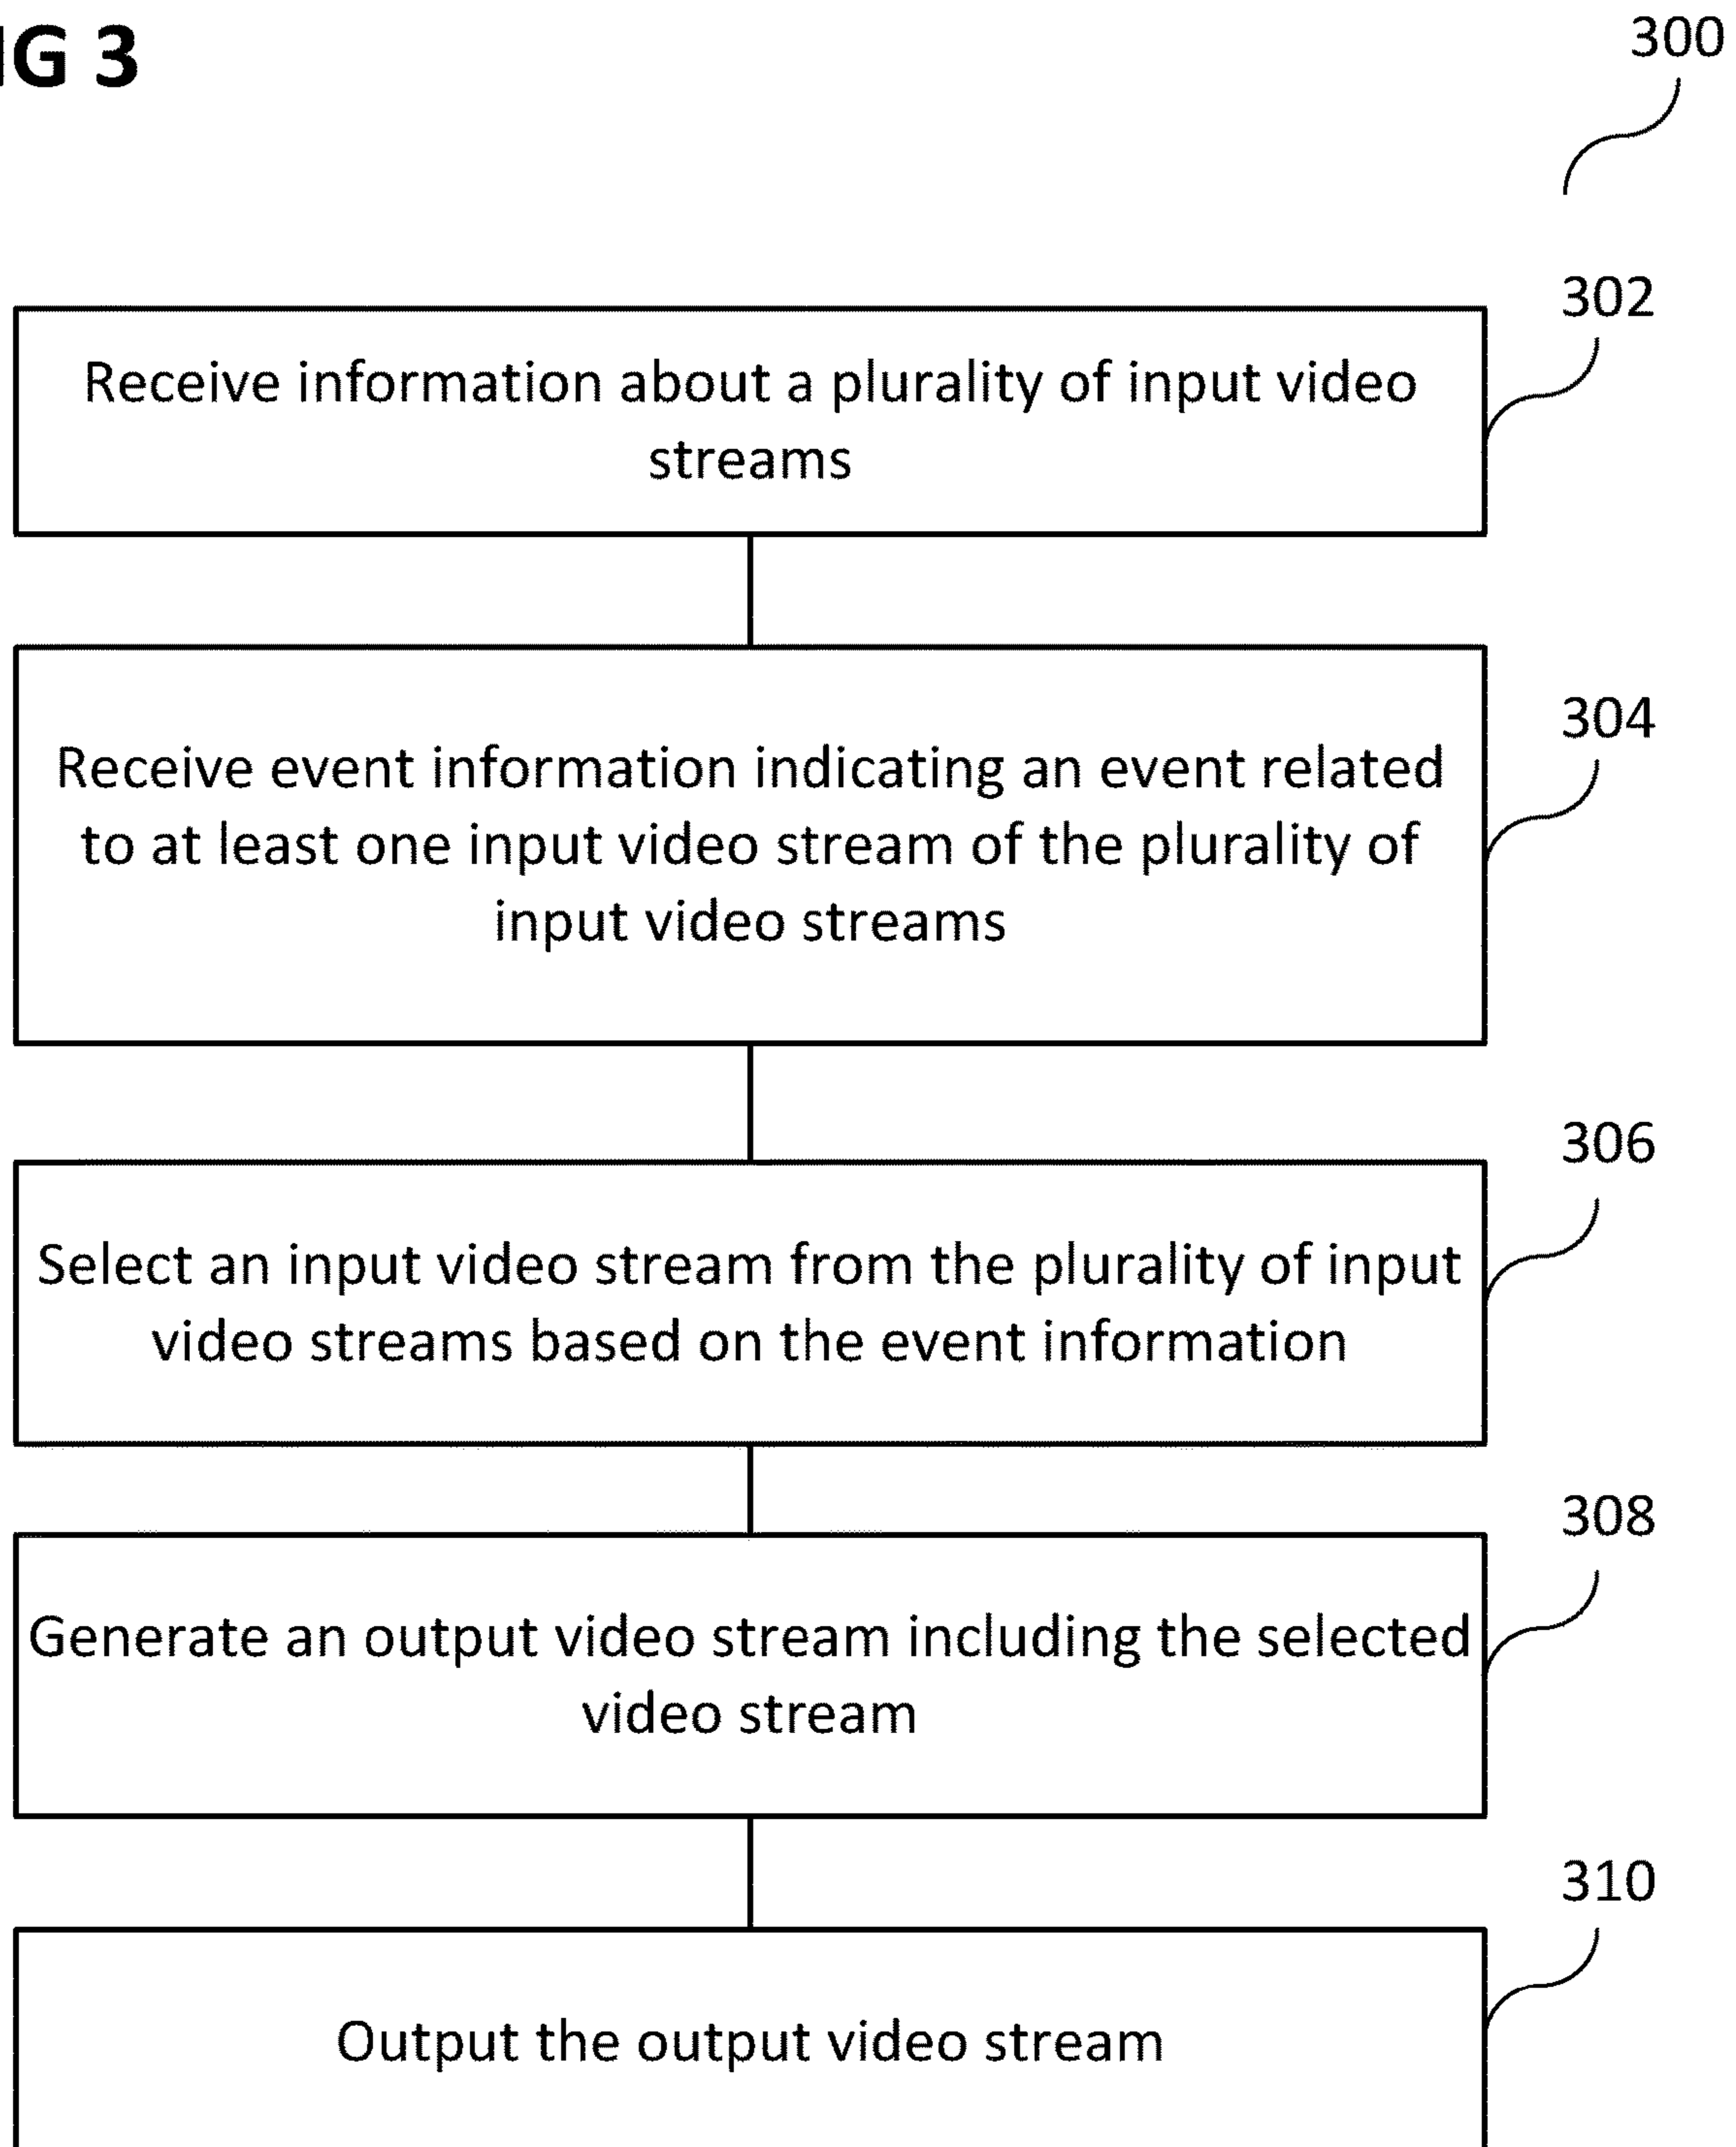 IG 3
300
302
Receive information about a plurality of input video
streams
304
Receive event information indicating an event related
to at least one input video stream of the plurality of
input video streams
306
Select an input video stream from the plurality of input
video streams based on the event information
308
Generate an output video stream including the selected
video stream
310
Output the output video stream